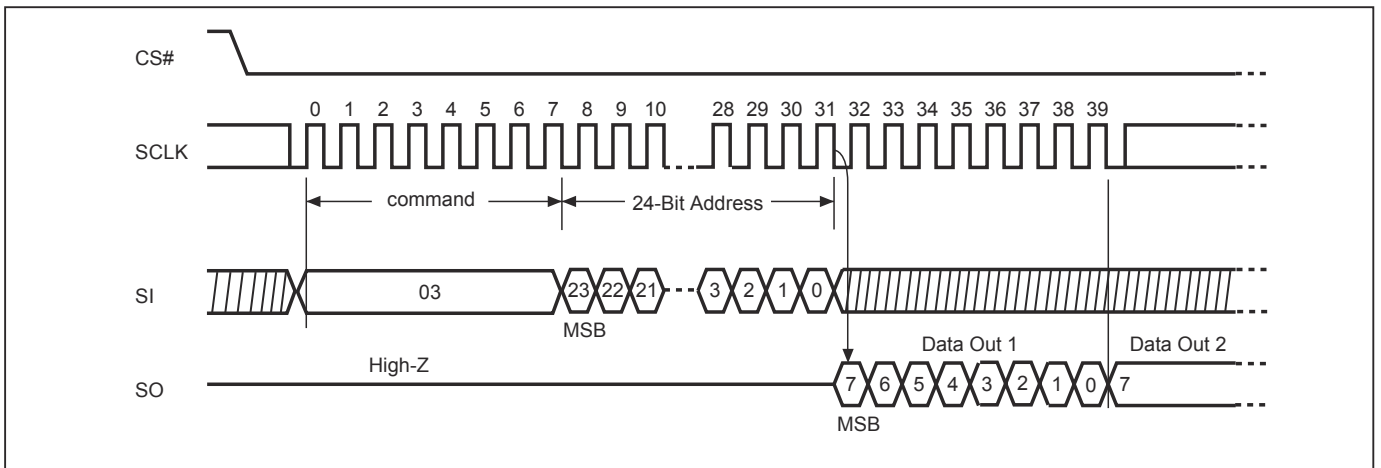 CS#
0 1 2 3 4 5 6 7 8 9 10 28 29 30 31 32 33 34 35 36 37 38 39
SCLK
command 24-Bit Address
SI 03 23 22 21 3 2 1 0
MSB
High-Z Data Out 1 Data Out 2
SO 7 6 5 4 3 2 1 0 7
MSB